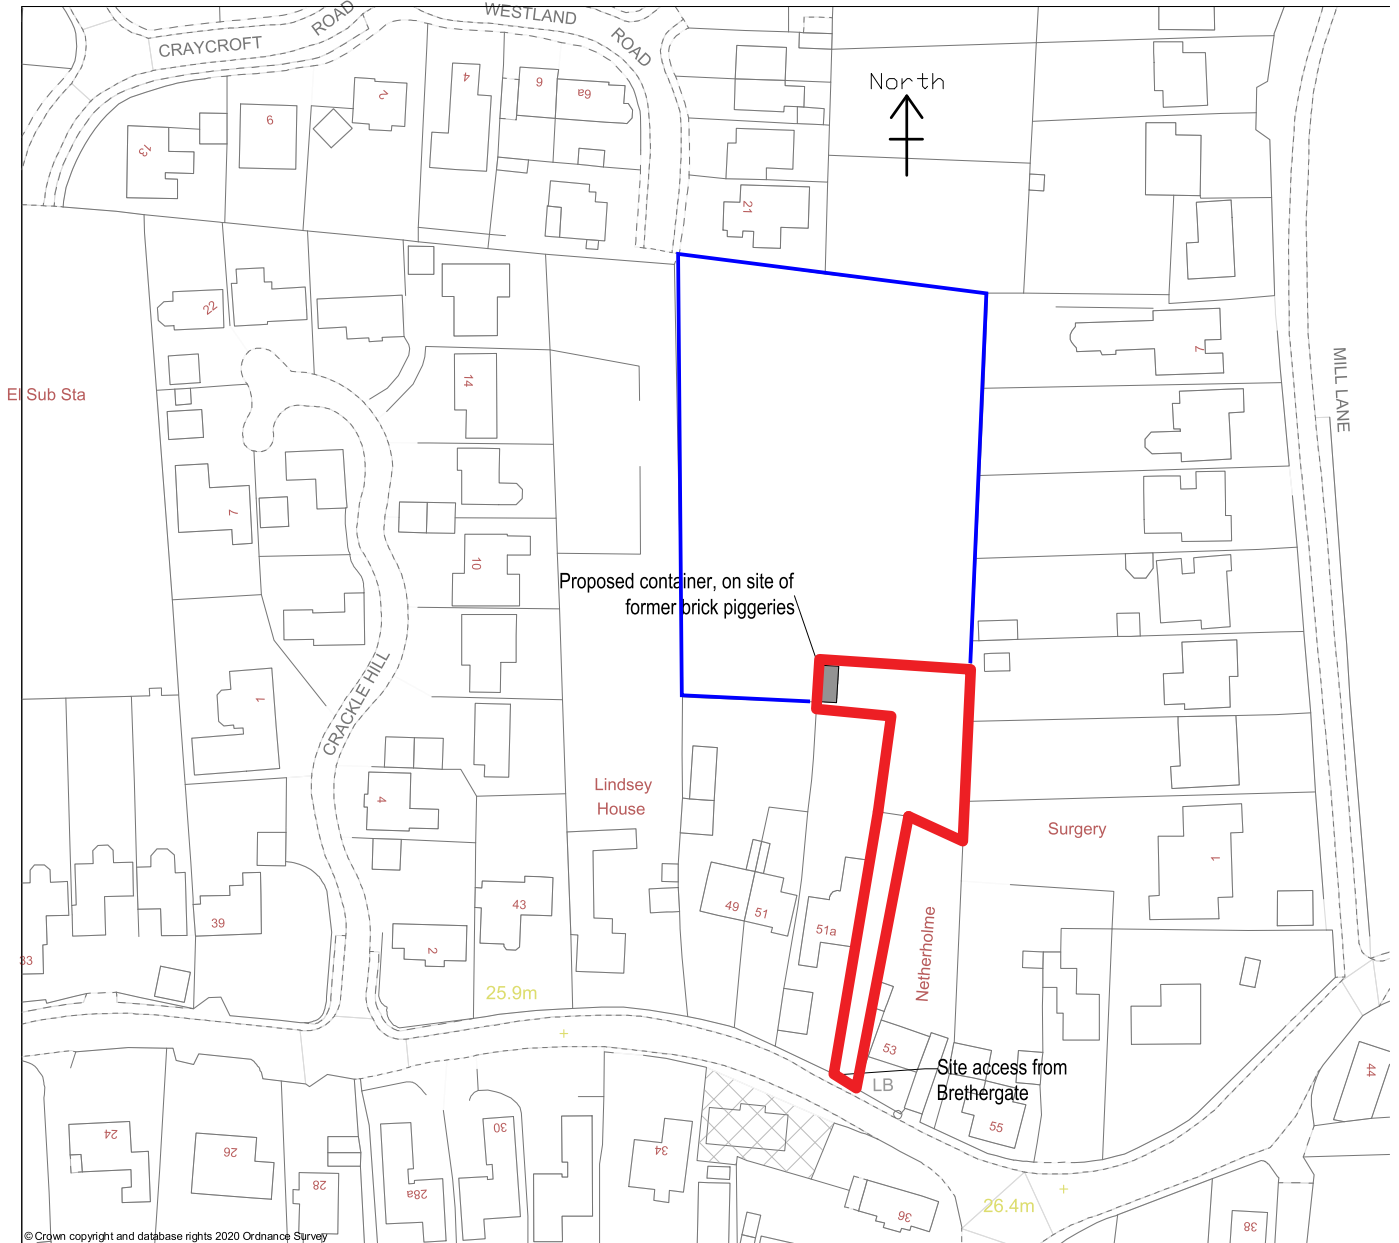 CRAYCROFT
ROAD
WESTLAND
ROAD
North
2
4
6
6a
9
13
21
22
El Sub Sta
14
7
7
MILL LANE
10
Proposed container, on site of
former brick piggeries
CRACKLE HILL
1
4
Lindsey
House
Surgery
1
39
43
49
51
51a
Netherholme
33
2
25.9m
53
Site access from
Brethergate
LB
55
44
24
26
28
28a
30
34
36
26.4m
38
© Crown copyright and database rights 2020 Ordnance Survey